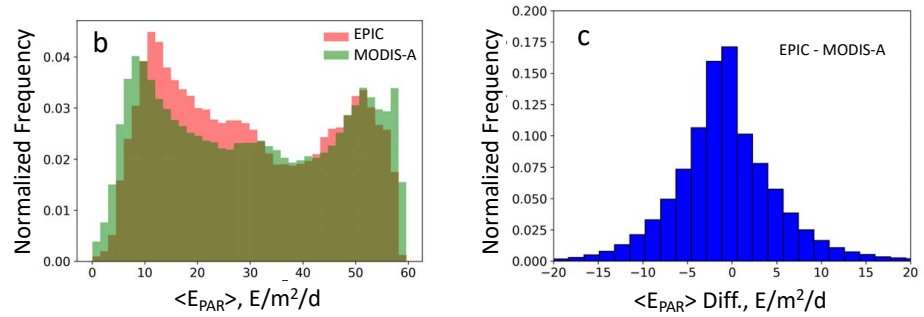 b
EPIC
MODIS-A
Normalized Frequency
0.04
0.03
0.02
0.01
0.00
0 10 20 30 40 50 60
<E_PAR>, E/m²/d
c
EPIC - MODIS-A
Normalized Frequency
0.200
0.175
0.150
0.125
0.100
0.075
0.050
0.025
0.000
-20 -15 -10 -5 0 5 10 15 20
<E_PAR> Diff., E/m²/d